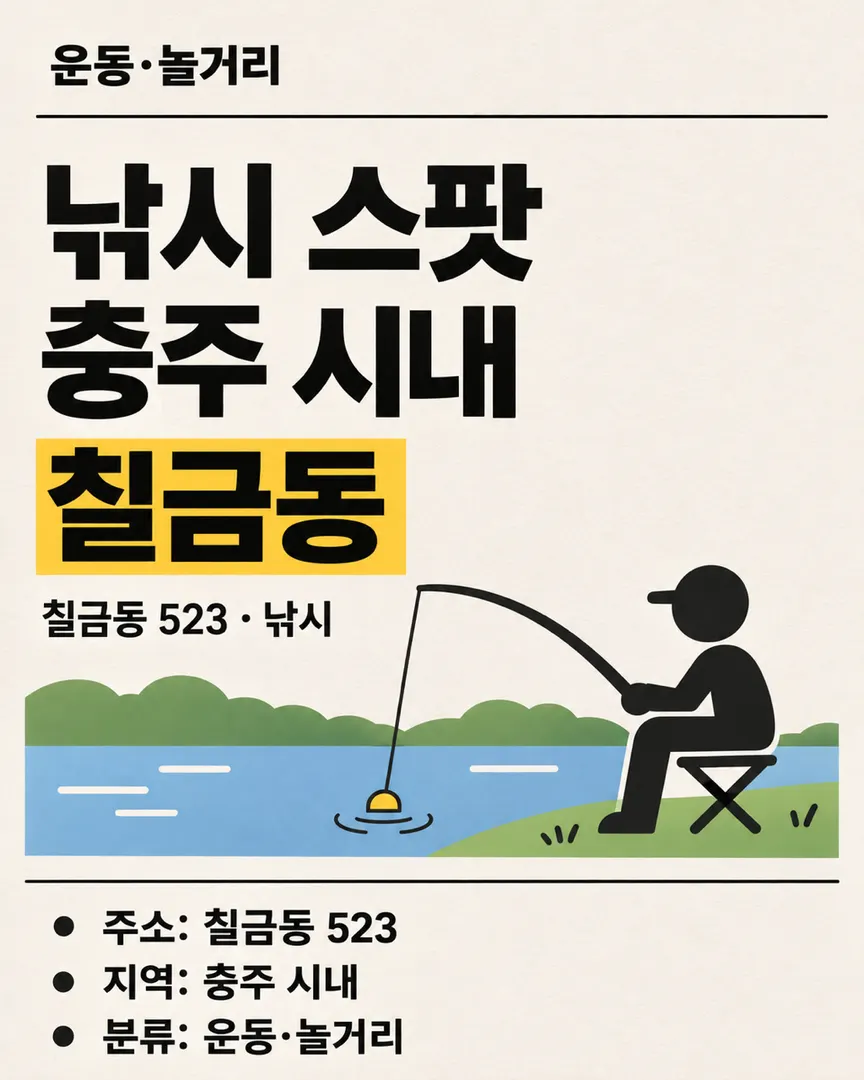 운동·놀거리
낚시 스팟
충주 시내
칠금동
칠금동 523 · 낚시
● 주소: 칠금동 523
● 지역: 충주 시내
● 분류: 운동·놀거리